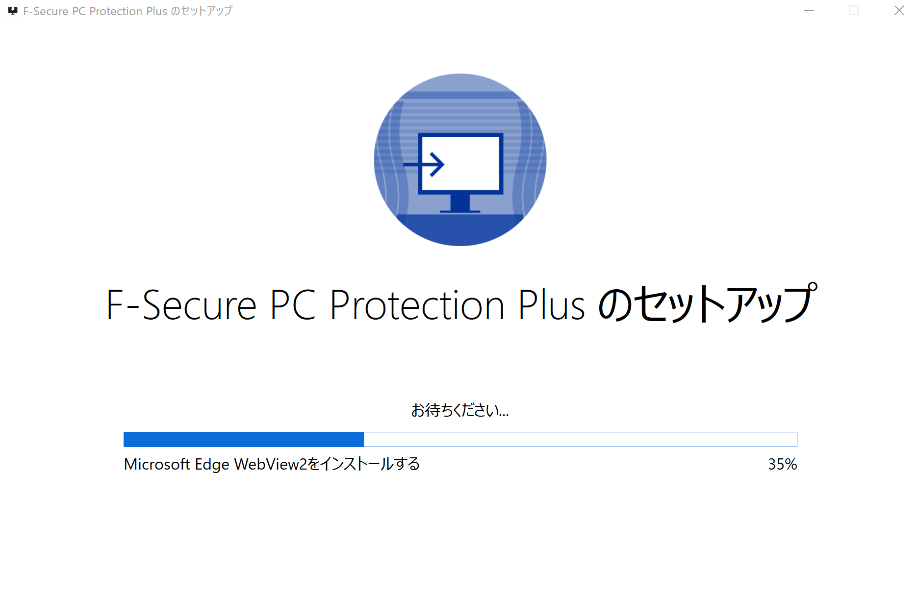 F-Secure PC Protection Plus のセットアップ
F-Secure PC Protection Plus のセットアップ
お待ちください...
Microsoft Edge WebView2をインストールする
35%